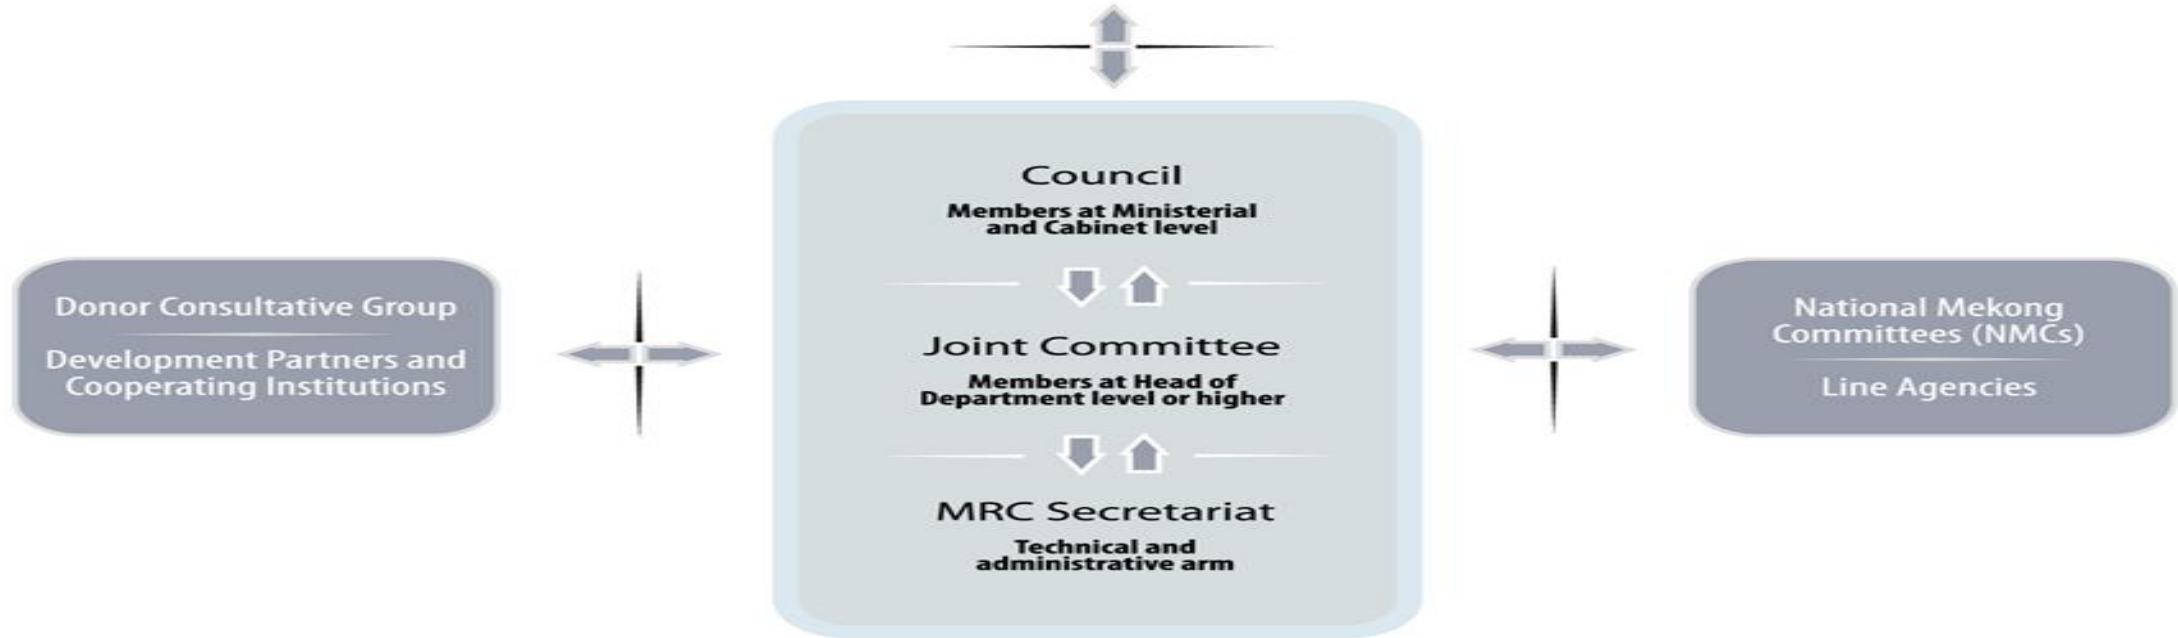 Council
Members at Ministerial
and Cabinet level
Joint Committee
Members at Head of
Department level or higher
MRC Secretariat
Technical and
administrative arm
Donor Consultative Group
Development Partners and
Cooperating Institutions
National Mekong
Committees (NMCs)
Line Agencies